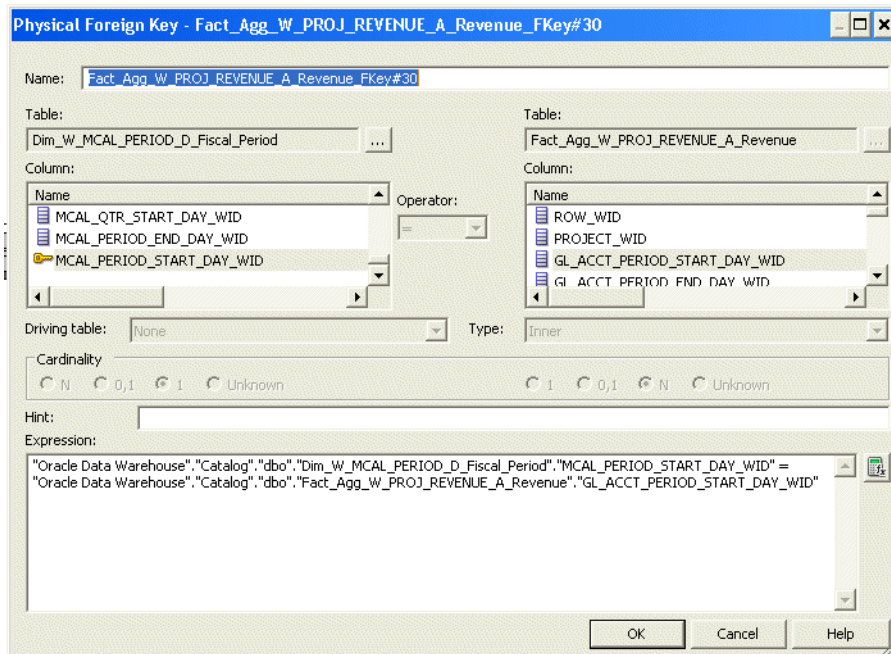 Physical Foreign Key - Fact_Agg_W_PROJ_REVENUE_A_Revenue_FKey#30
Name: Fact_Agg_W_PROJ_REVENUE_A_Revenue_FKey#30
Table: Table:
Dim_W_MCAL_PERIOD_D_Fiscal_Period ... Fact_Agg_W_PROJ_REVENUE_A_Revenue ...
Column: Column:
Name Operator: Name
MCAL_QTR_START_DAY_WID ROW_WID
MCAL_PERIOD_END_DAY_WID = PROJECT_WID
MCAL_PERIOD_START_DAY_WID GL_ACCT_PERIOD_START_DAY_WID
GL_ACCT_PERIOD_END_DAY_WID
Driving table: None Type: Inner
Cardinality
N 0,1 1 Unknown 1 0,1 N Unknown
Hint:
Expression:
"Oracle Data Warehouse"."Catalog"."dbo"."Dim_W_MCAL_PERIOD_D_Fiscal_Period"."MCAL_PERIOD_START_DAY_WID" =
"Oracle Data Warehouse"."Catalog"."dbo"."Fact_Agg_W_PROJ_REVENUE_A_Revenue"."GL_ACCT_PERIOD_START_DAY_WID"
OK Cancel Help